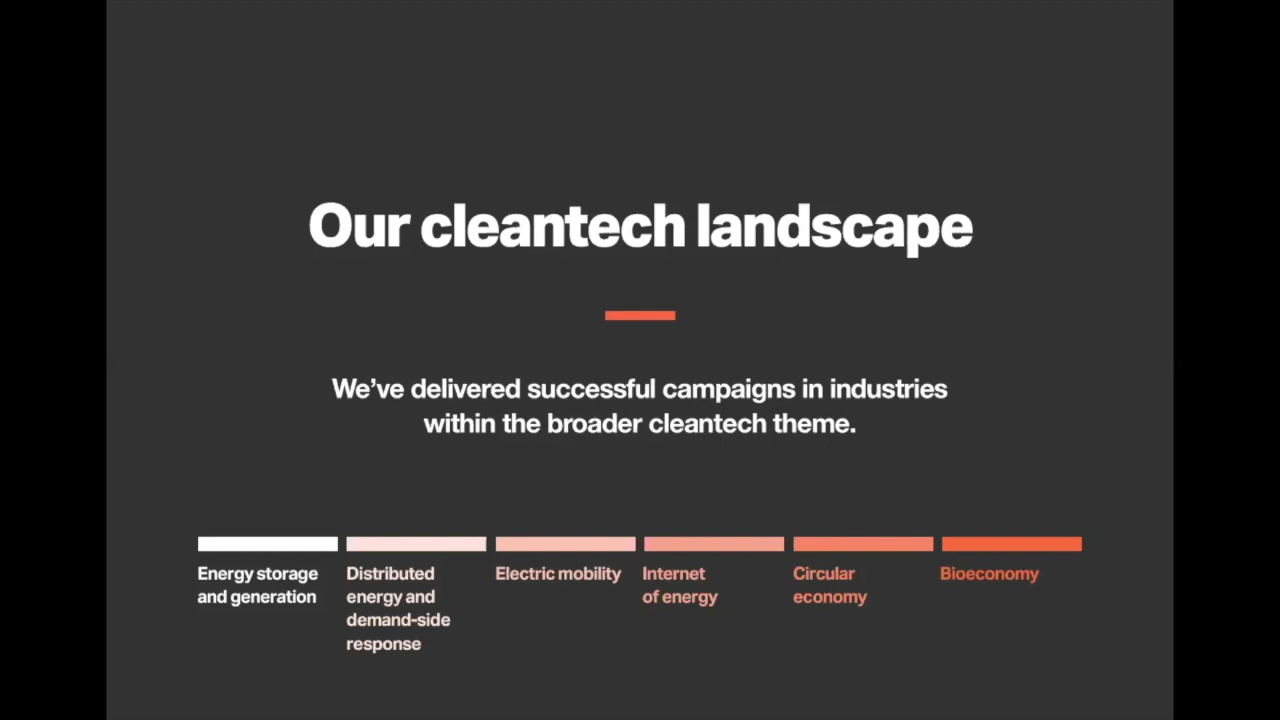 Our cleantech landscape
We’ve delivered successful campaigns in industries
within the broader cleantech theme.
Energy storage
and generation
Distributed
energy and
demand-side
response
Electric mobility
Internet
of energy
Circular
economy
Bioeconomy